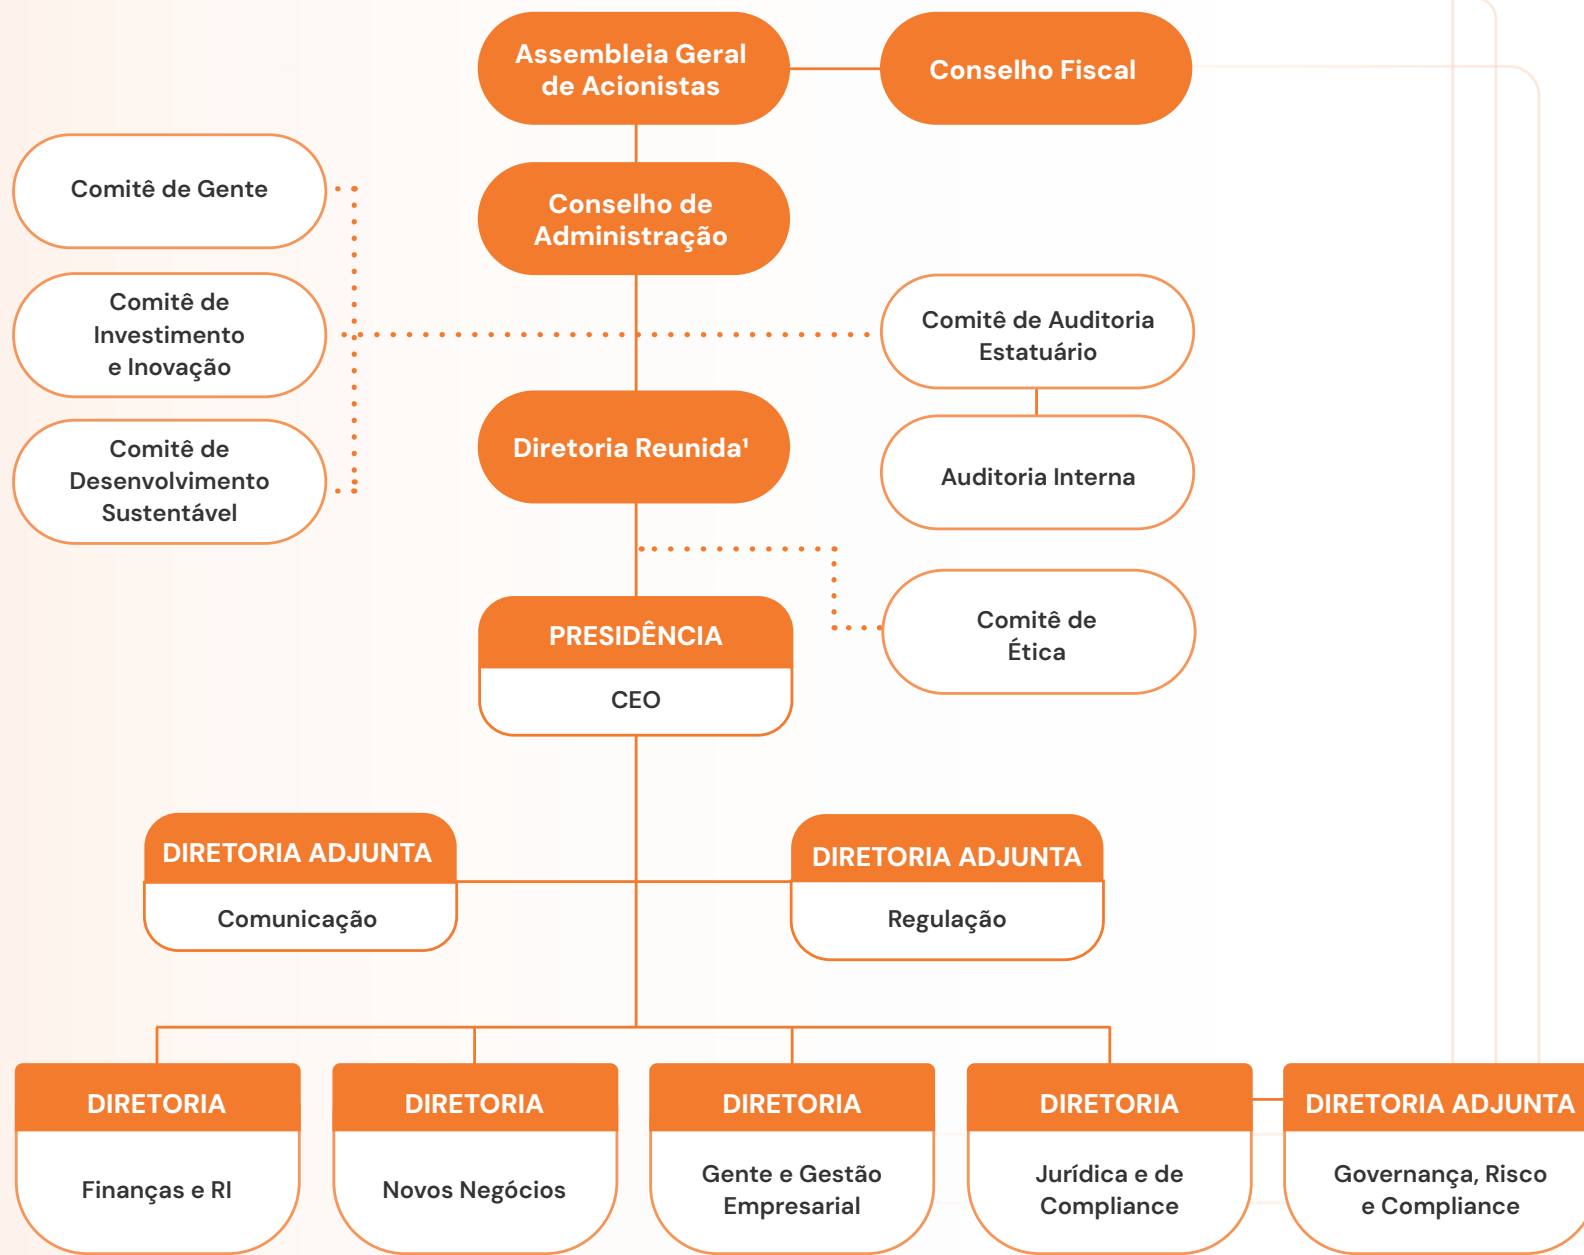 Assembleia Geral
de Acionistas
Conselho Fiscal
Comitê de Gente
Conselho de
Administração
Comitê de
Investimento
e Inovação
Comitê de Auditoria
Estatuário
Comitê de
Desenvolvimento
Sustentável
Diretoria Reunida¹
Auditoria Interna
PRESIDÊNCIA
CEO
Comitê de
Ética
DIRETORIA ADJUNTA
Comunicação
DIRETORIA ADJUNTA
Regulação
DIRETORIA
Finanças e RI
DIRETORIA
Novos Negócios
DIRETORIA
Gente e Gestão
Empresarial
DIRETORIA
Jurídica e de
Compliance
DIRETORIA ADJUNTA
Governança, Risco
e Compliance